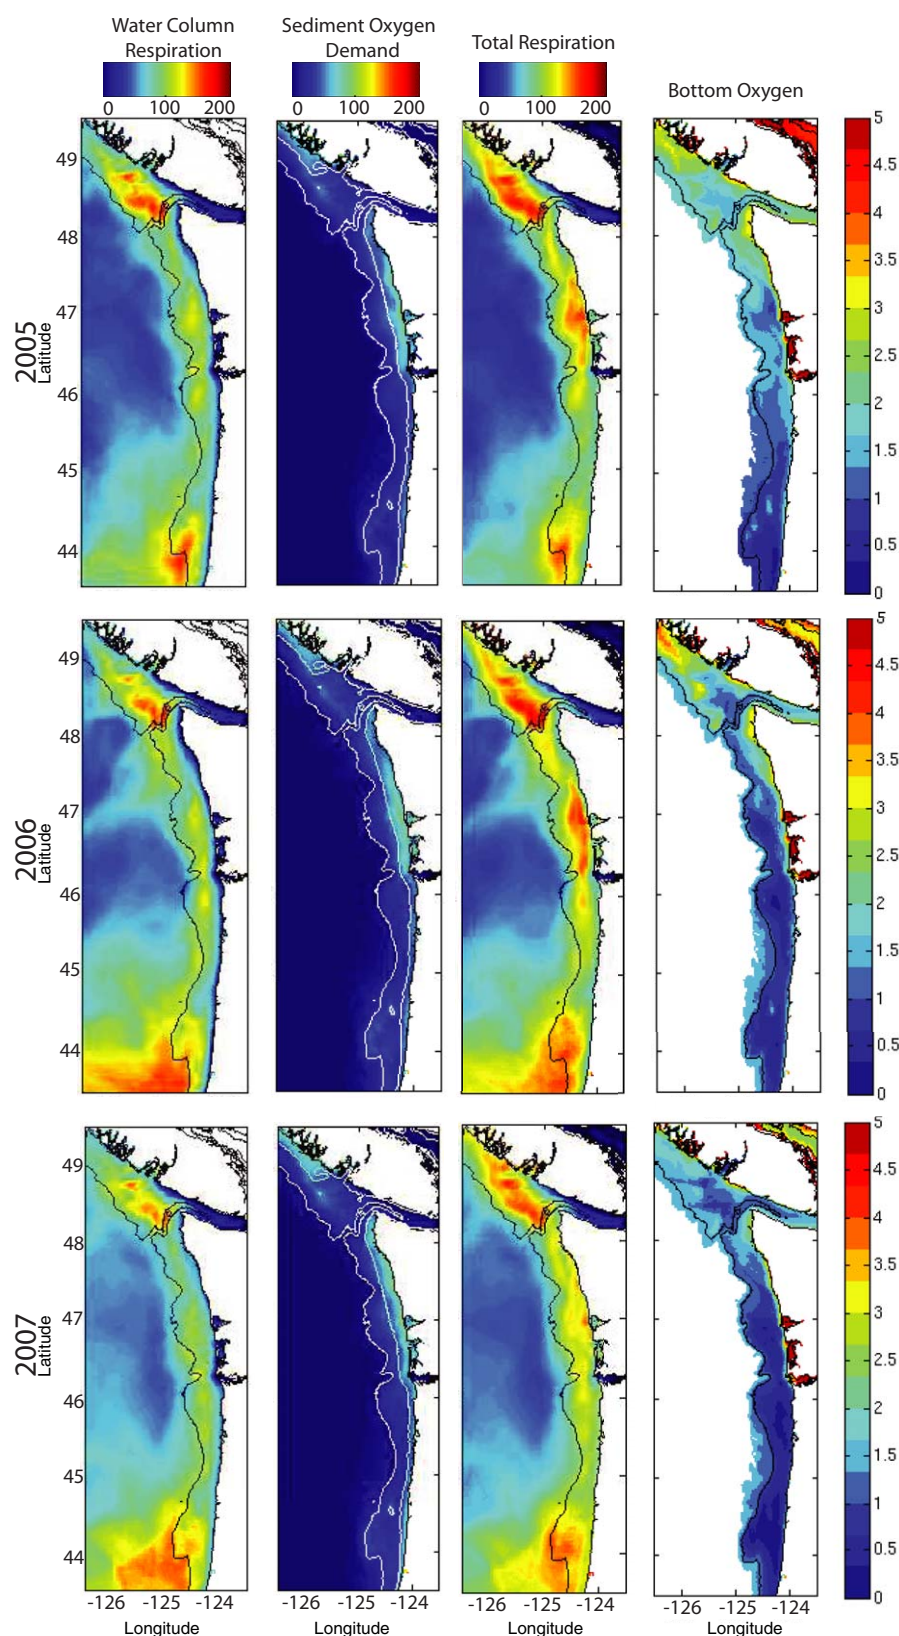 Water Column
Respiration
Sediment Oxygen
Demand
Total Respiration
Bottom Oxygen
0 100 200
0 100 200
0 100 200
2005
Latitude
49
48
47
46
45
44
5
4.5
4
3.5
3
2.5
2
1.5
1
0.5
0
2006
Latitude
49
48
47
46
45
44
5
4.5
4
3.5
3
2.5
2
1.5
1
0.5
0
2007
Latitude
49
48
47
46
45
44
5
4.5
4
3.5
3
2.5
2
1.5
1
0.5
0
-126 -125 -124
-126 -125 -124
-126 -125 -124
-126 -125 -124
Longitude
Longitude
Longitude
Longitude